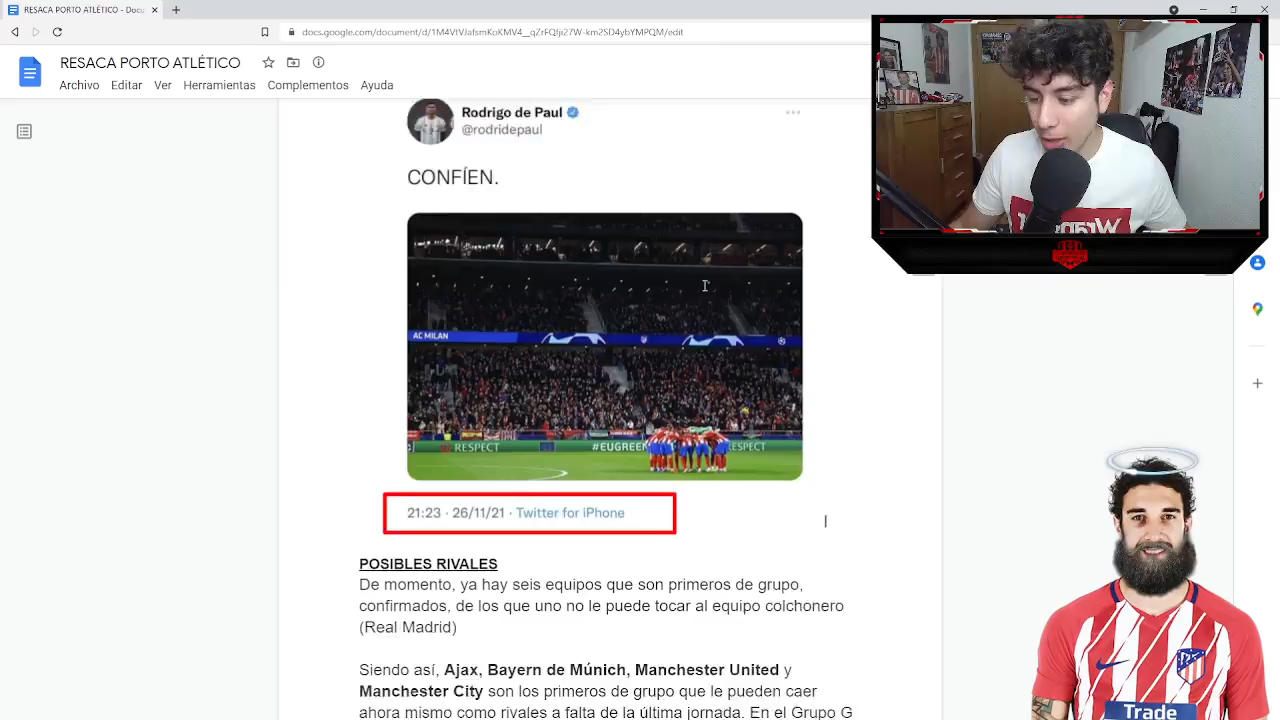 RESACA PORTO ATLÉTICO - Docu
docs.google.com/document/d/1M4VtVJafsmKoKMV4__qZrFQfji27W-km2SD4ybYMPQM/edit
RESACA PORTO ATLÉTICO
Archivo Editar Ver Herramientas Complementos Ayuda
Rodrigo de Paul
@rodridepaul
CONFÍEN.
AC MILAN
RESPECT #EUGREEN RESPECT
21:23 · 26/11/21 · Twitter for iPhone
POSIBLES RIVALES
De momento, ya hay seis equipos que son primeros de grupo,
confirmados, de los que uno no le puede tocar al equipo colchonero
(Real Madrid)
Siendo así, Ajax, Bayern de Múnich, Manchester United y
Manchester City son los primeros de grupo que le pueden caer
ahora mismo como rivales a falta de la última jornada. En el Grupo G
Trade